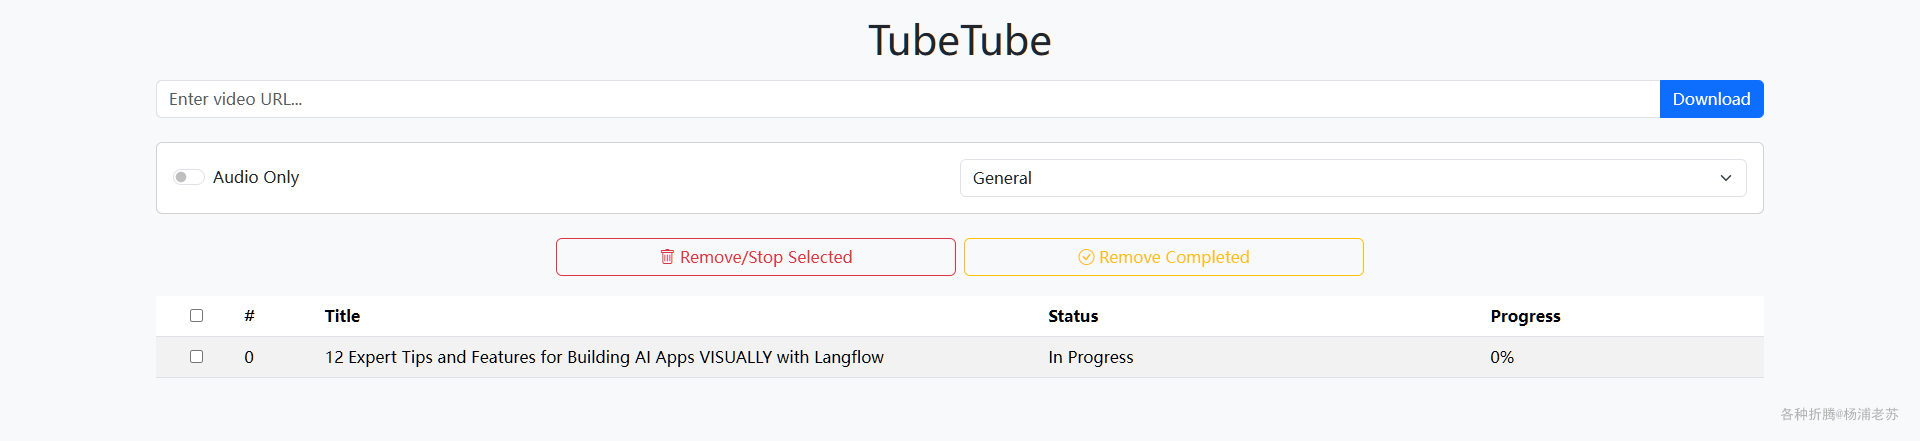 TubeTube
Enter video URL... Download
Audio Only General
Remove/Stop Selected Remove Completed
# Title Status Progress
0 12 Expert Tips and Features for Building AI Apps VISUALLY with Langflow In Progress 0%
各种折腾@杨浦老苏